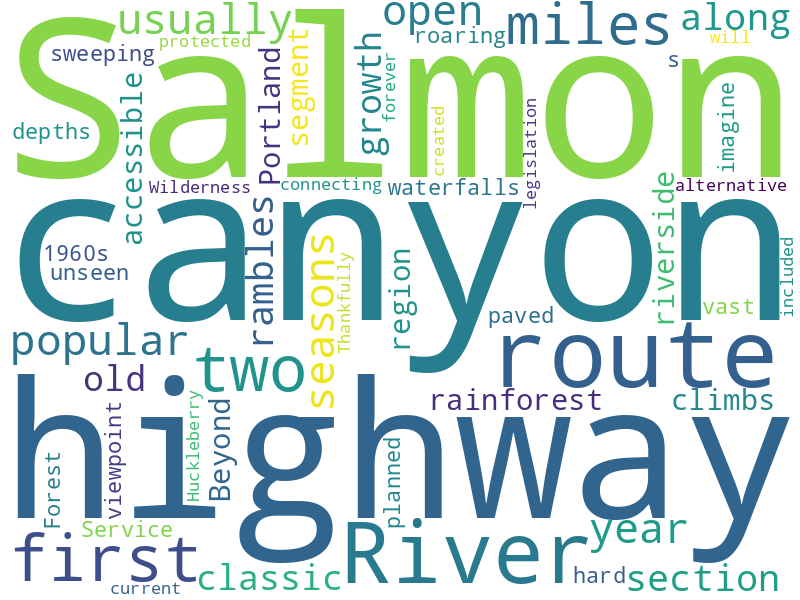 usually
open
miles
along
protected
roaring
will
sweeping
s
Salmon
growth
forever
segment
Portland
accessible
depths
created
legislation
imagine
Wilderness
connecting
waterfalls
alternative
canyon
1960s
unseen
rambles
seasons
Thankfully
region
riverside
included
vast
paved
popular
two
route
old
rainforest
climbs
highway
Huckleberry
Beyond
viewpoint
Forest
planned
Service
first
River
year
classic
current
hard
section